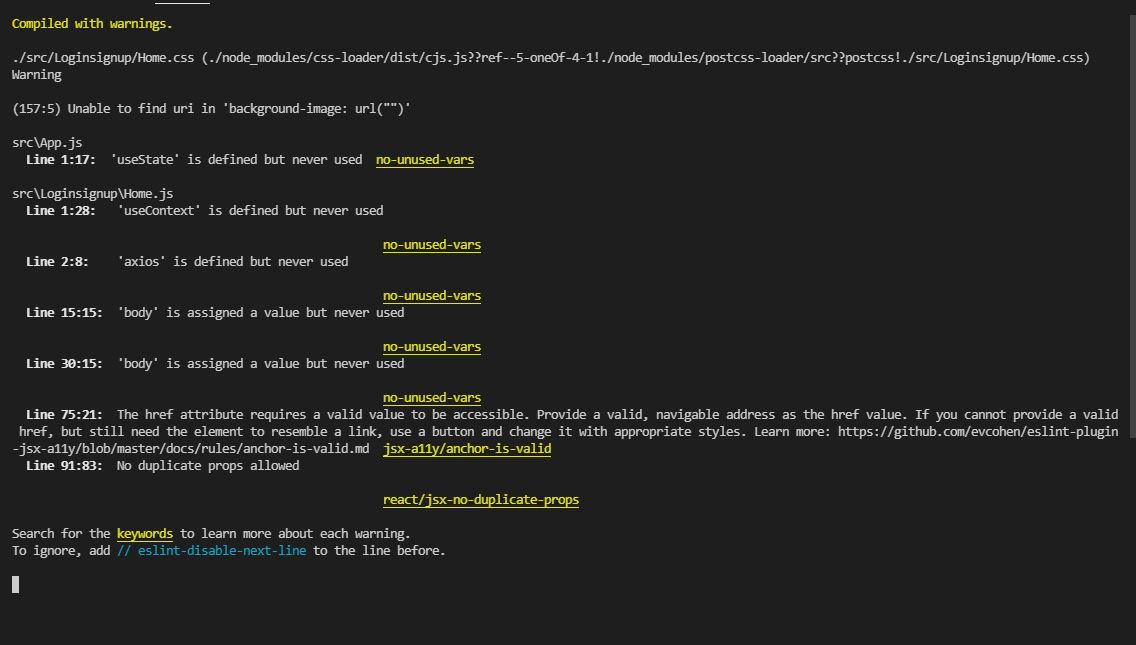 Compiled with warnings.
./src/Loginsignup/Home.css (./node_modules/css-loader/dist/cjs.js??ref--5-oneOf-4-1!./node_modules/postcss-loader/src??postcss!./src/Loginsignup/Home.css)
Warning
(157:5) Unable to find uri in 'background-image: url("")'
src\App.js
Line 1:17:  'useState' is defined but never used  no-unused-vars
src\Loginsignup\Home.js
Line 1:28:   'useContext' is defined but never used
no-unused-vars
Line 2:8:    'axios' is defined but never used
no-unused-vars
Line 15:15:  'body' is assigned a value but never used
no-unused-vars
Line 30:15:  'body' is assigned a value but never used
no-unused-vars
Line 75:21:  The href attribute requires a valid value to be accessible. Provide a valid, navigable address as the href value. If you cannot provide a valid
href, but still need the element to resemble a link, use a button and change it with appropriate styles. Learn more: https://github.com/evcohen/eslint-plugin
-jsx-a11y/blob/master/docs/rules/anchor-is-valid.md  jsx-a11y/anchor-is-valid
Line 91:83:  No duplicate props allowed
react/jsx-no-duplicate-props
Search for the keywords to learn more about each warning.
To ignore, add // eslint-disable-next-line to the line before.